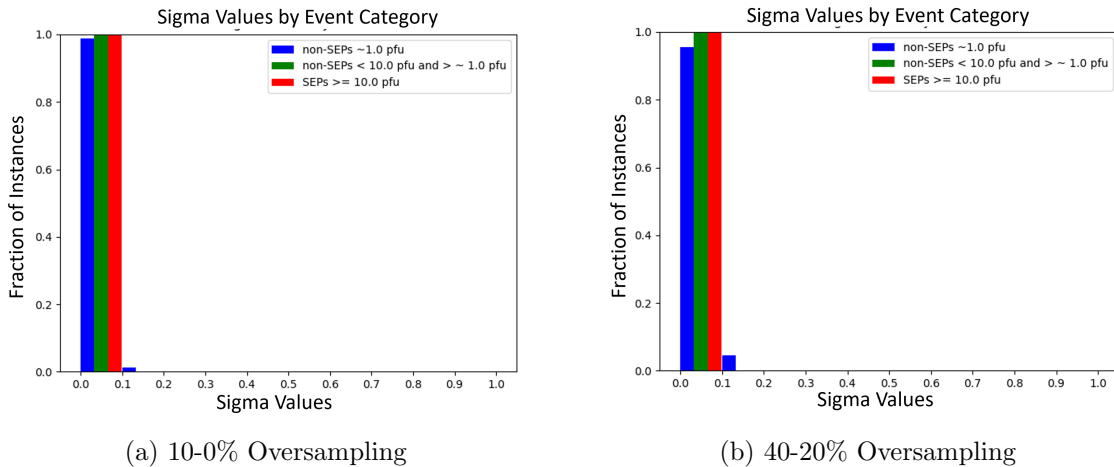 Sigma Values by Event Category
non-SEPs ~1.0 pfu
non-SEPs < 10.0 pfu and > ~ 1.0 pfu
SEPs >= 10.0 pfu
Fraction of Instances
1.0
0.8
0.6
0.4
0.2
0.0
0.0 0.1 0.2 0.3 0.4 0.5 0.6 0.7 0.8 0.9 1.0
Sigma Values
(a) 10-0% Oversampling
Sigma Values by Event Category
non-SEPs ~1.0 pfu
non-SEPs < 10.0 pfu and > ~ 1.0 pfu
SEPs >= 10.0 pfu
Fraction of Instances
1.0
0.8
0.6
0.4
0.2
0.0
0.0 0.1 0.2 0.3 0.4 0.5 0.6 0.7 0.8 0.9 1.0
Sigma Values
(b) 40-20% Oversampling